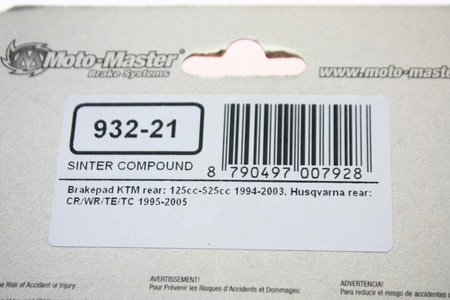 Moto-Master
Brake Systems
www.moto-master
932-21
SINTER COMPOUND
8 790497 007928
Brakepad KTM rear: 125cc-525cc 1994-2003. Husqvarna rear:
CR/WR/TE/TC 1995-2005
the Risk of Accident or Injury:
AVERTISSEMENT!
Pour Prévenir les Risques d'Accidents et Dommages:
ADVERTENCIA!
Para reducir el riesgo de accidentes